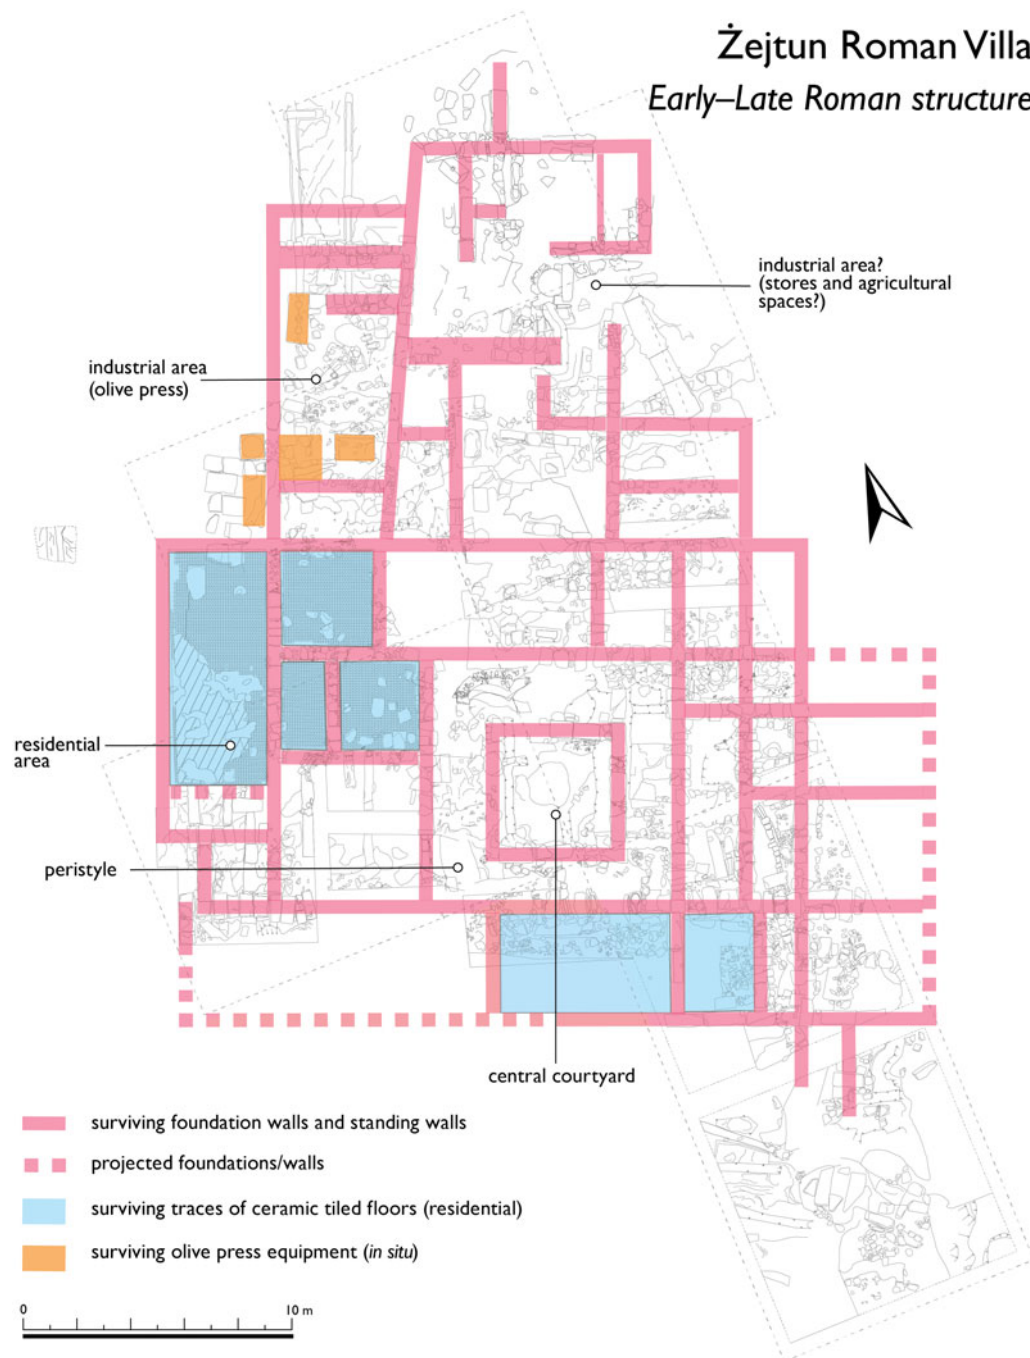 Żejtun Roman Villa
Early–Late Roman structure
industrial area?
(stores and agricultural
spaces?)
industrial area
(olive press)
residential
area
peristyle
central courtyard
surviving foundation walls and standing walls
projected foundations/walls
surviving traces of ceramic tiled floors (residential)
surviving olive press equipment (in situ)
0 10 m